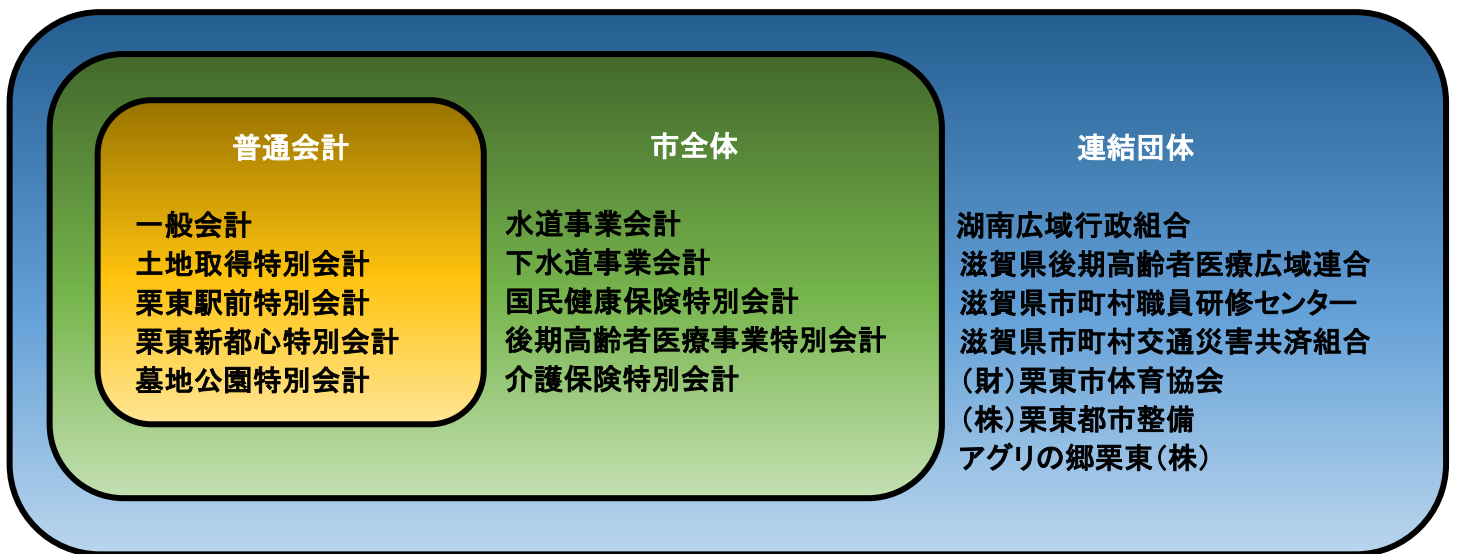 普通会計
一般会計
土地取得特別会計
栗東駅前特別会計
栗東新都心特別会計
墓地公園特別会計
市全体
水道事業会計
下水道事業会計
国民健康保険特別会計
後期高齢者医療事業特別会計
介護保険特別会計
連結団体
湖南広域行政組合
滋賀県後期高齢者医療広域連合
滋賀県市町村職員研修センター
滋賀県市町村交通災害共済組合
（財）栗東市体育協会
（株）栗東都市整備
アグリの郷栗東（株）